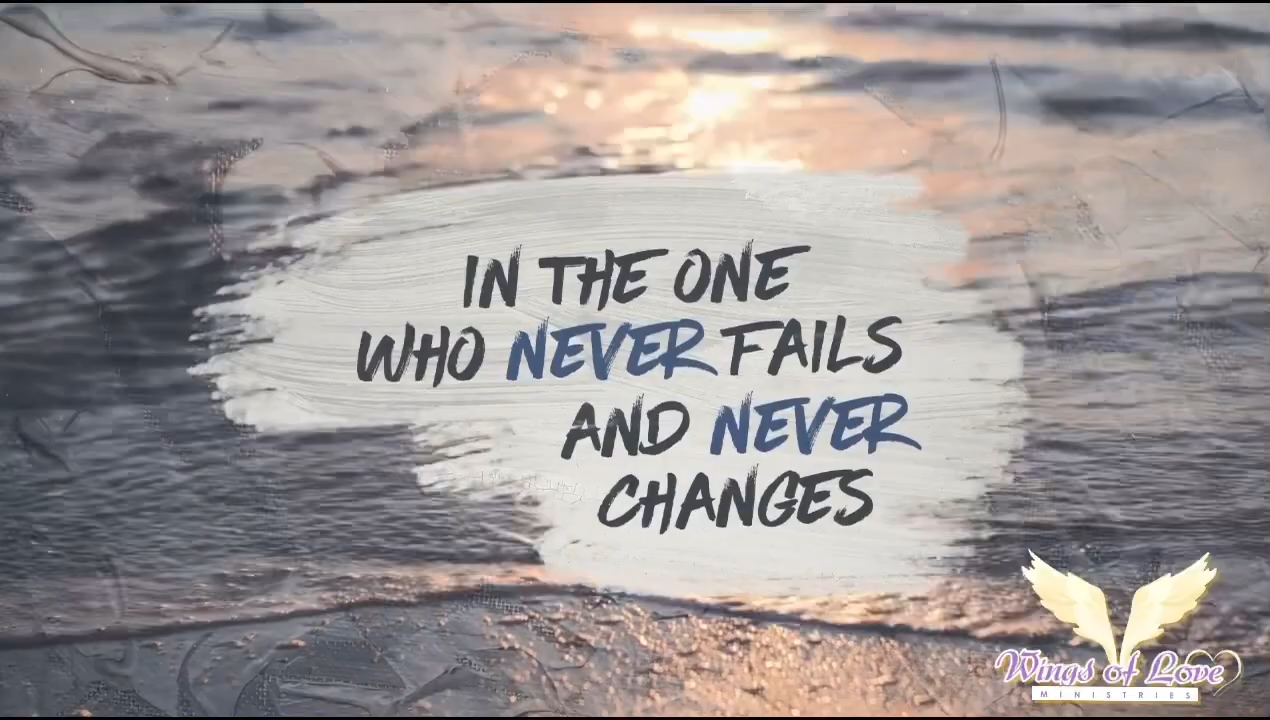 IN THE ONE
WHO NEVER FAILS
AND NEVER
CHANGES
Wings of Love
MINISTRIES